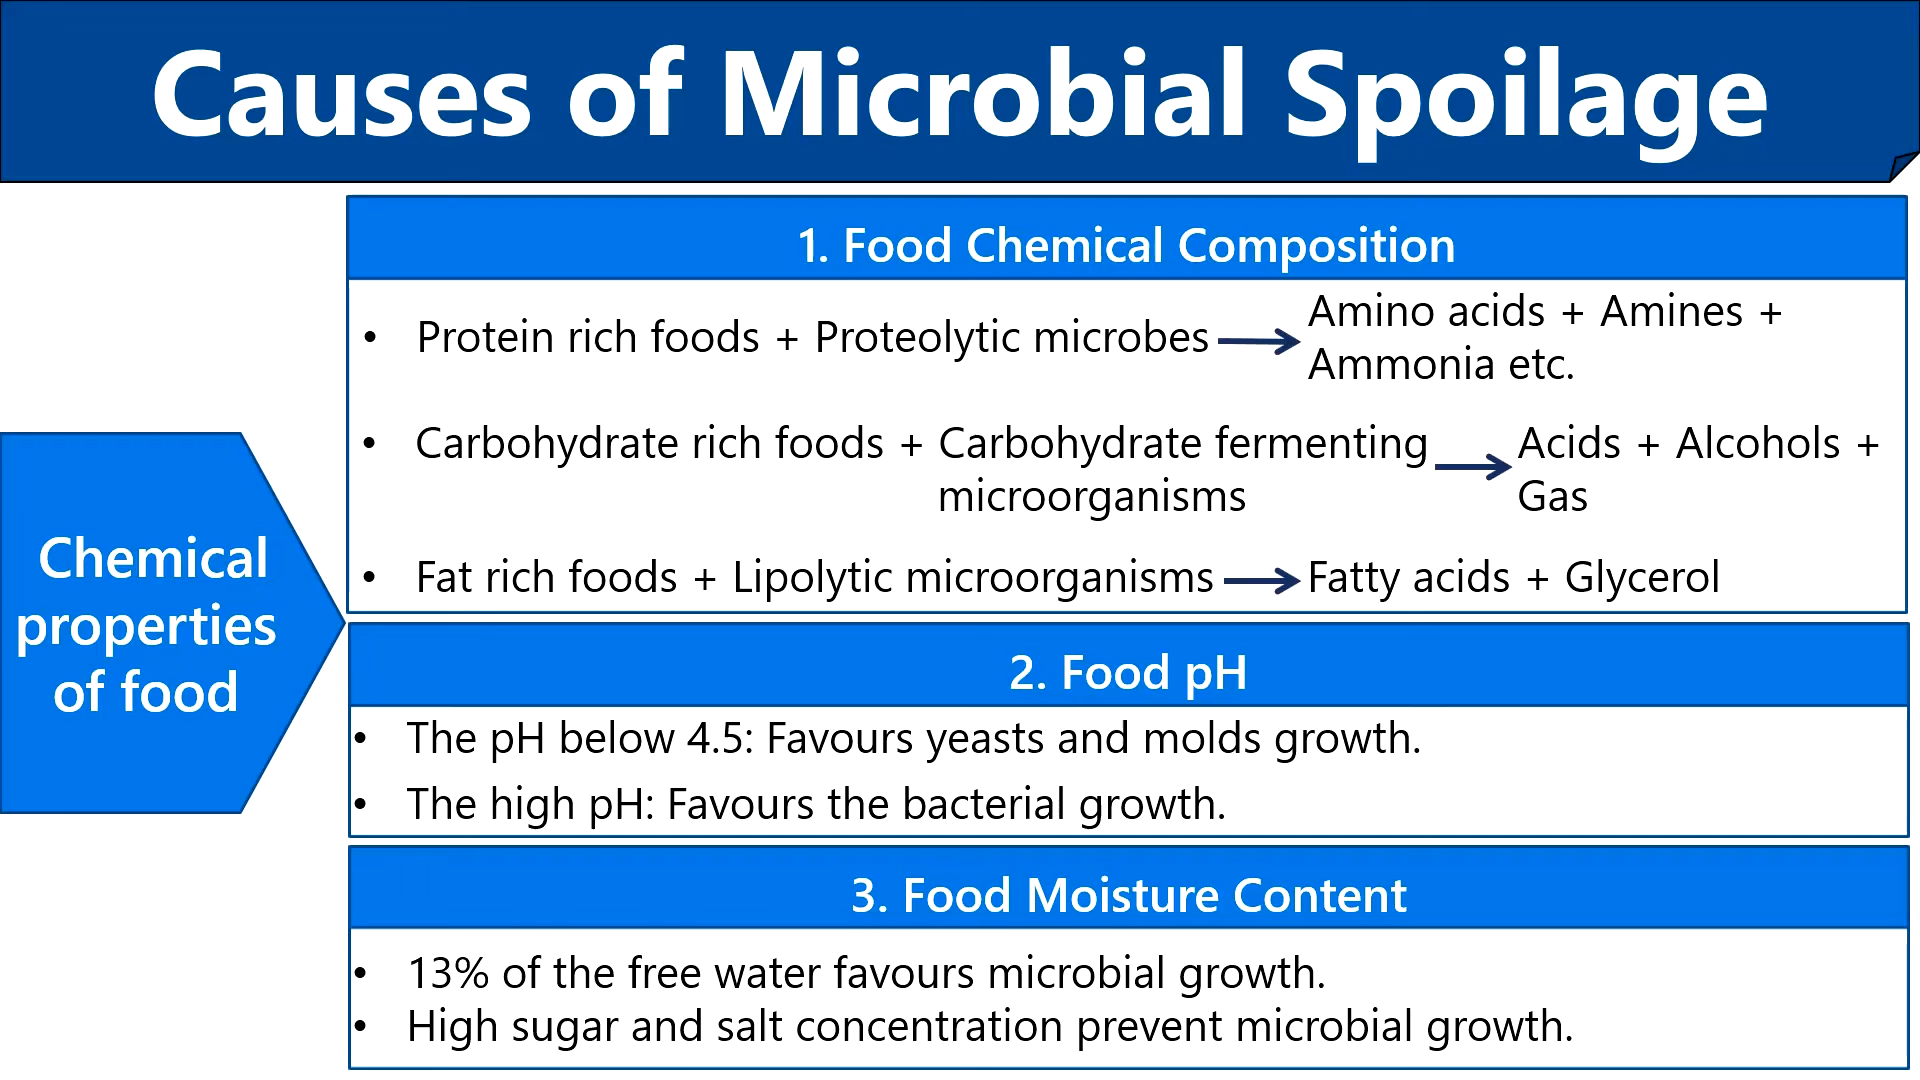 Causes of Microbial Spoilage
Chemical
properties
of food
1. Food Chemical Composition
• Protein rich foods + Proteolytic microbes → Amino acids + Amines +
Ammonia etc.
• Carbohydrate rich foods + Carbohydrate fermenting → Acids + Alcohols +
microorganisms Gas
• Fat rich foods + Lipolytic microorganisms → Fatty acids + Glycerol
2. Food pH
• The pH below 4.5: Favours yeasts and molds growth.
• The high pH: Favours the bacterial growth.
3. Food Moisture Content
• 13% of the free water favours microbial growth.
• High sugar and salt concentration prevent microbial growth.